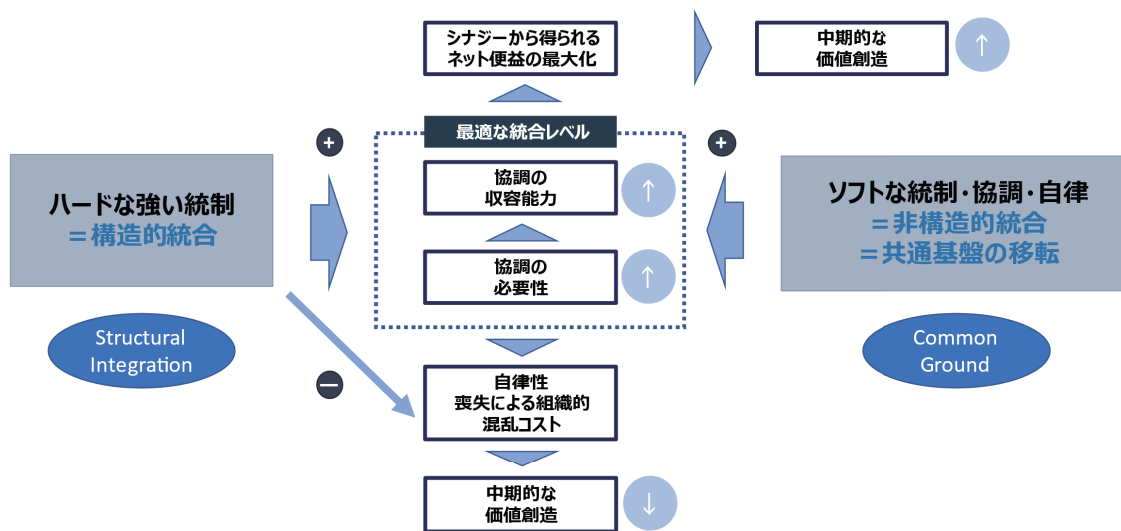 シナジーから得られる
ネット便益の最大化
中期的な
価値創造
↑
最適な統合レベル
+
+
ハードな強い統制
=構造的統合
協調の
収容能力
↑
協調の
必要性
↑
ソフトな統制・協調・自律
=非構造的統合
=共通基盤の移転
Structural
Integration
Common
Ground
—
自律性
喪失による組織的
混乱コスト
中期的な
価値創造
↓